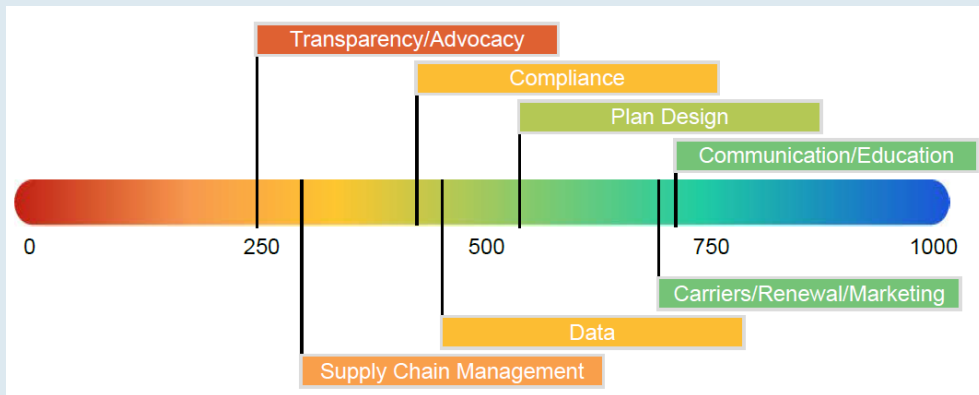 Transparency/Advocacy
Compliance
Plan Design
Communication/Education
0
250
500
750
1000
Carriers/Renewal/Marketing
Data
Supply Chain Management